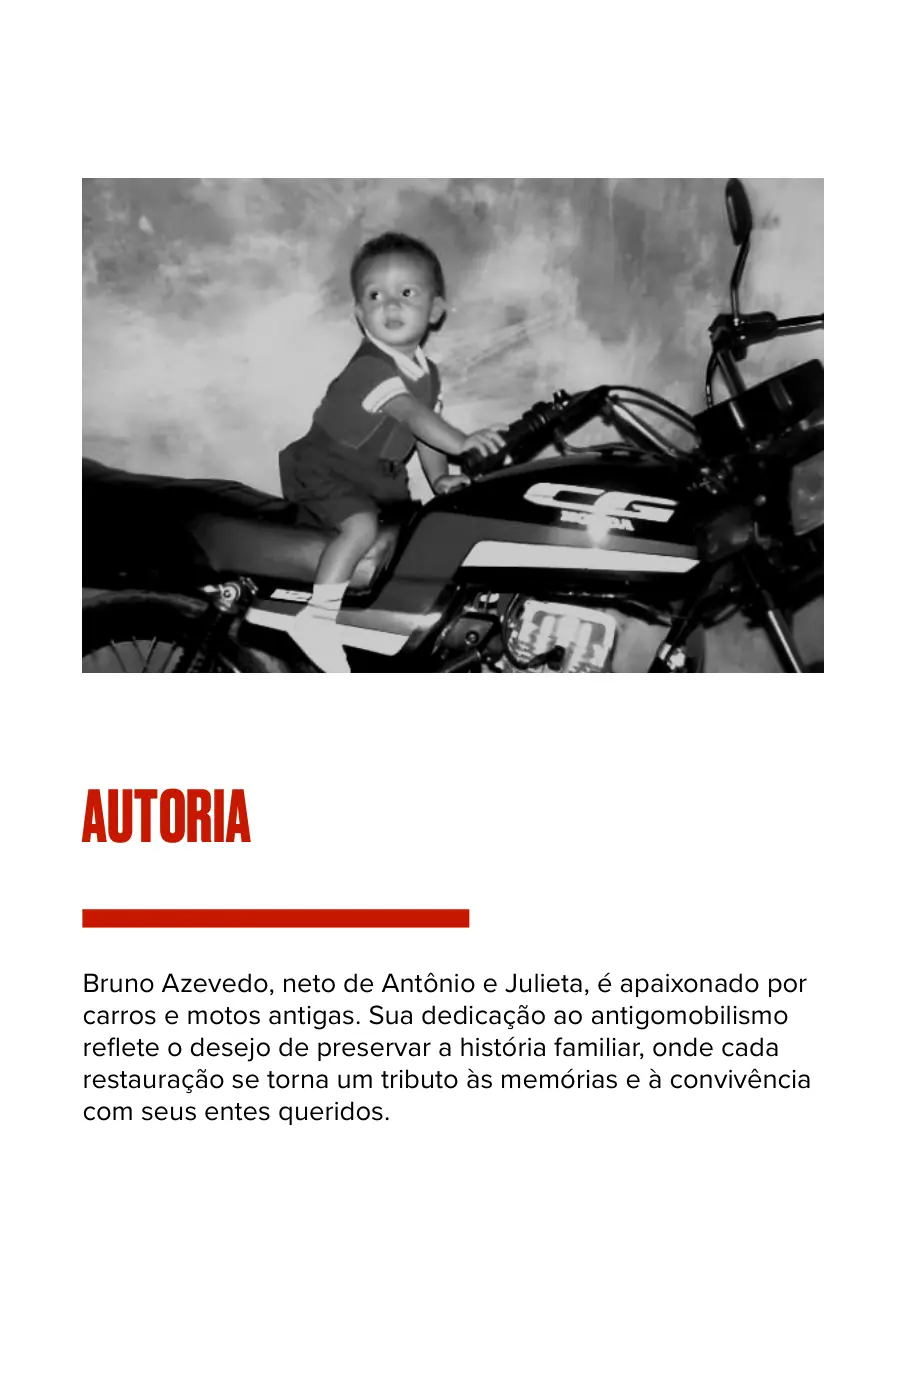 CG
HONDA
AUTORIA
Bruno Azevedo, neto de Antônio e Julieta, é apaixonado por
carros e motos antigas. Sua dedicação ao antigomobilismo
reflete o desejo de preservar a história familiar, onde cada
restauração se torna um tributo às memórias e à convivência
com seus entes queridos.